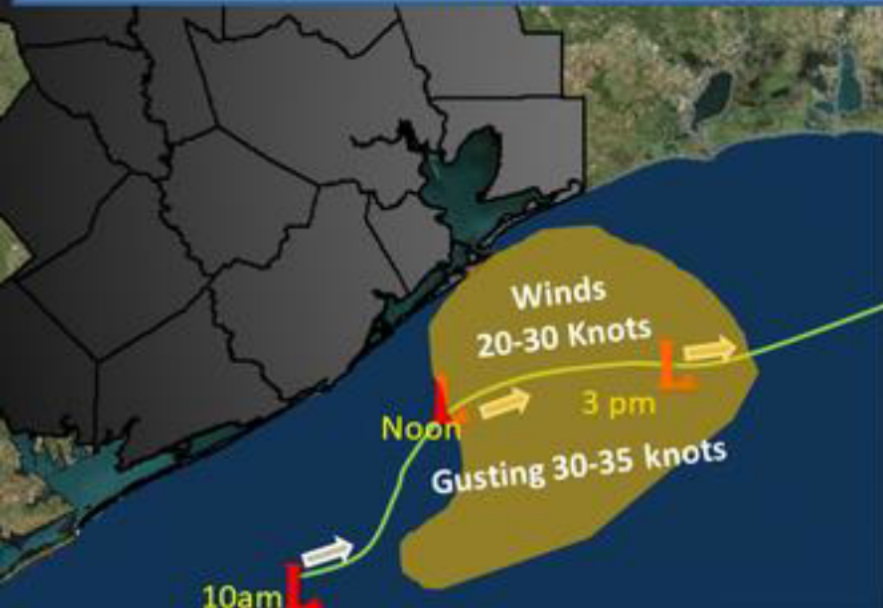 Winds
20-30 Knots
L
3 pm
L
Noon
Gusting 30-35 knots
L
10am